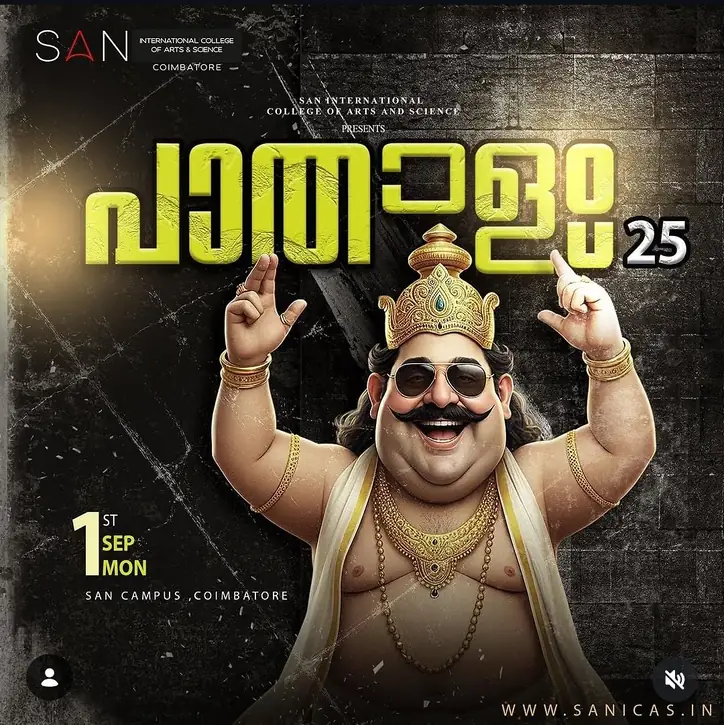 SAN
INTERNATIONAL COLLEGE
OF ARTS & SCIENCE
COIMBATORE
SAN INTERNATIONAL
COLLEGE OF ARTS AND SCIENCE
PRESENTS
പാതാളം
25
1ST
SEP
MON
SAN CAMPUS ,COIMBATORE
WWW.SANICAS.IN